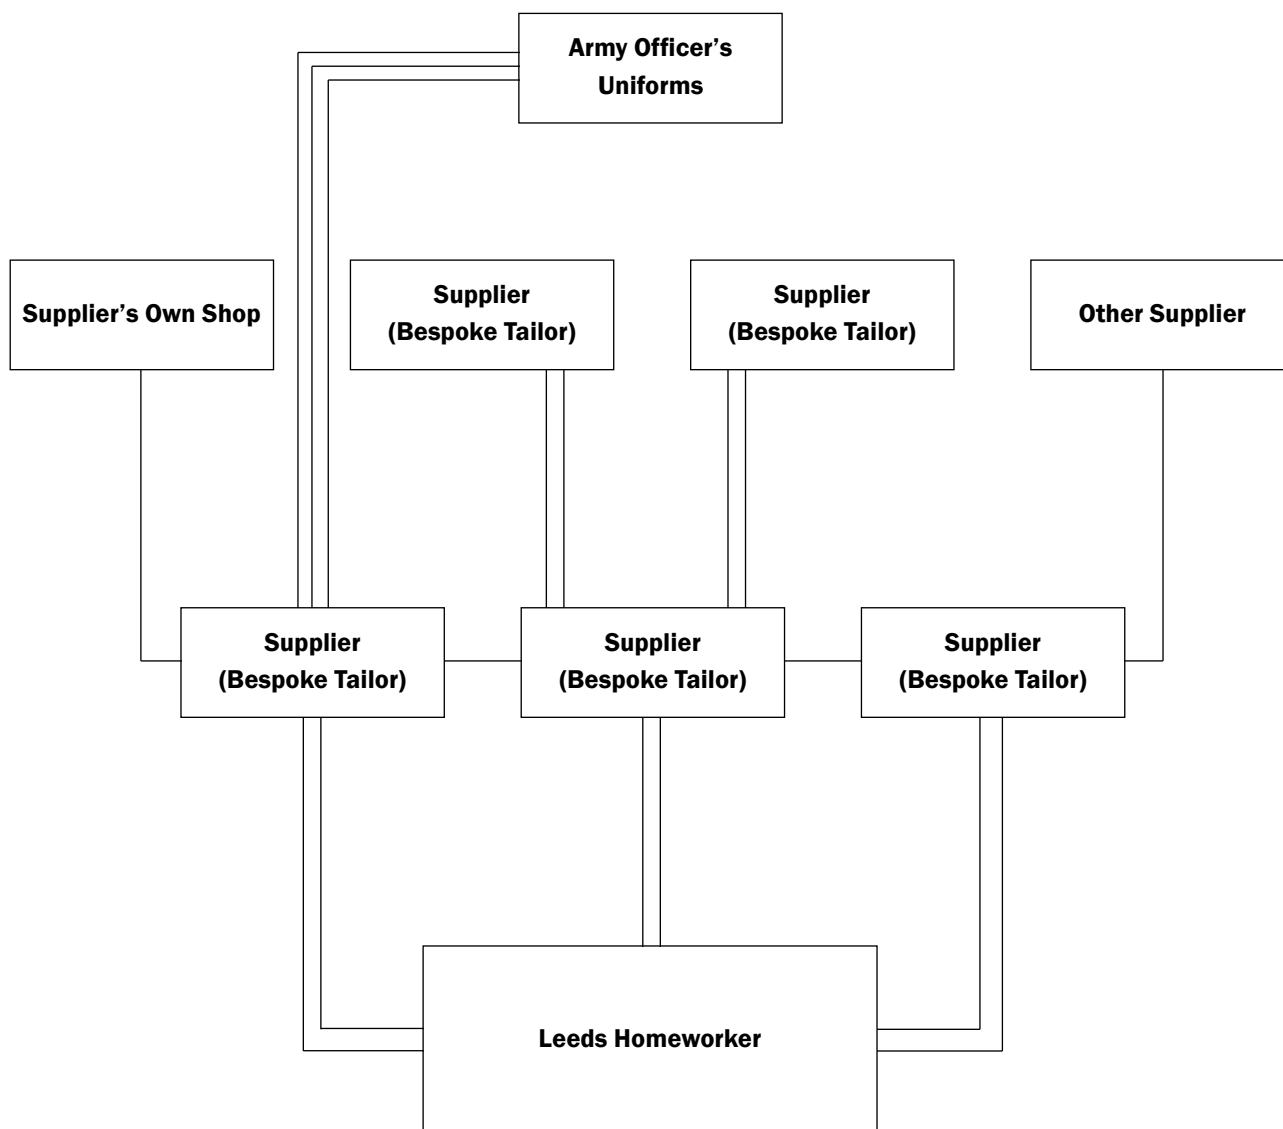 Army Officer’s
Uniforms
Supplier’s Own Shop
Supplier
(Bespoke Tailor)
Supplier
(Bespoke Tailor)
Other Supplier
Supplier
(Bespoke Tailor)
Supplier
(Bespoke Tailor)
Supplier
(Bespoke Tailor)
Leeds Homeworker